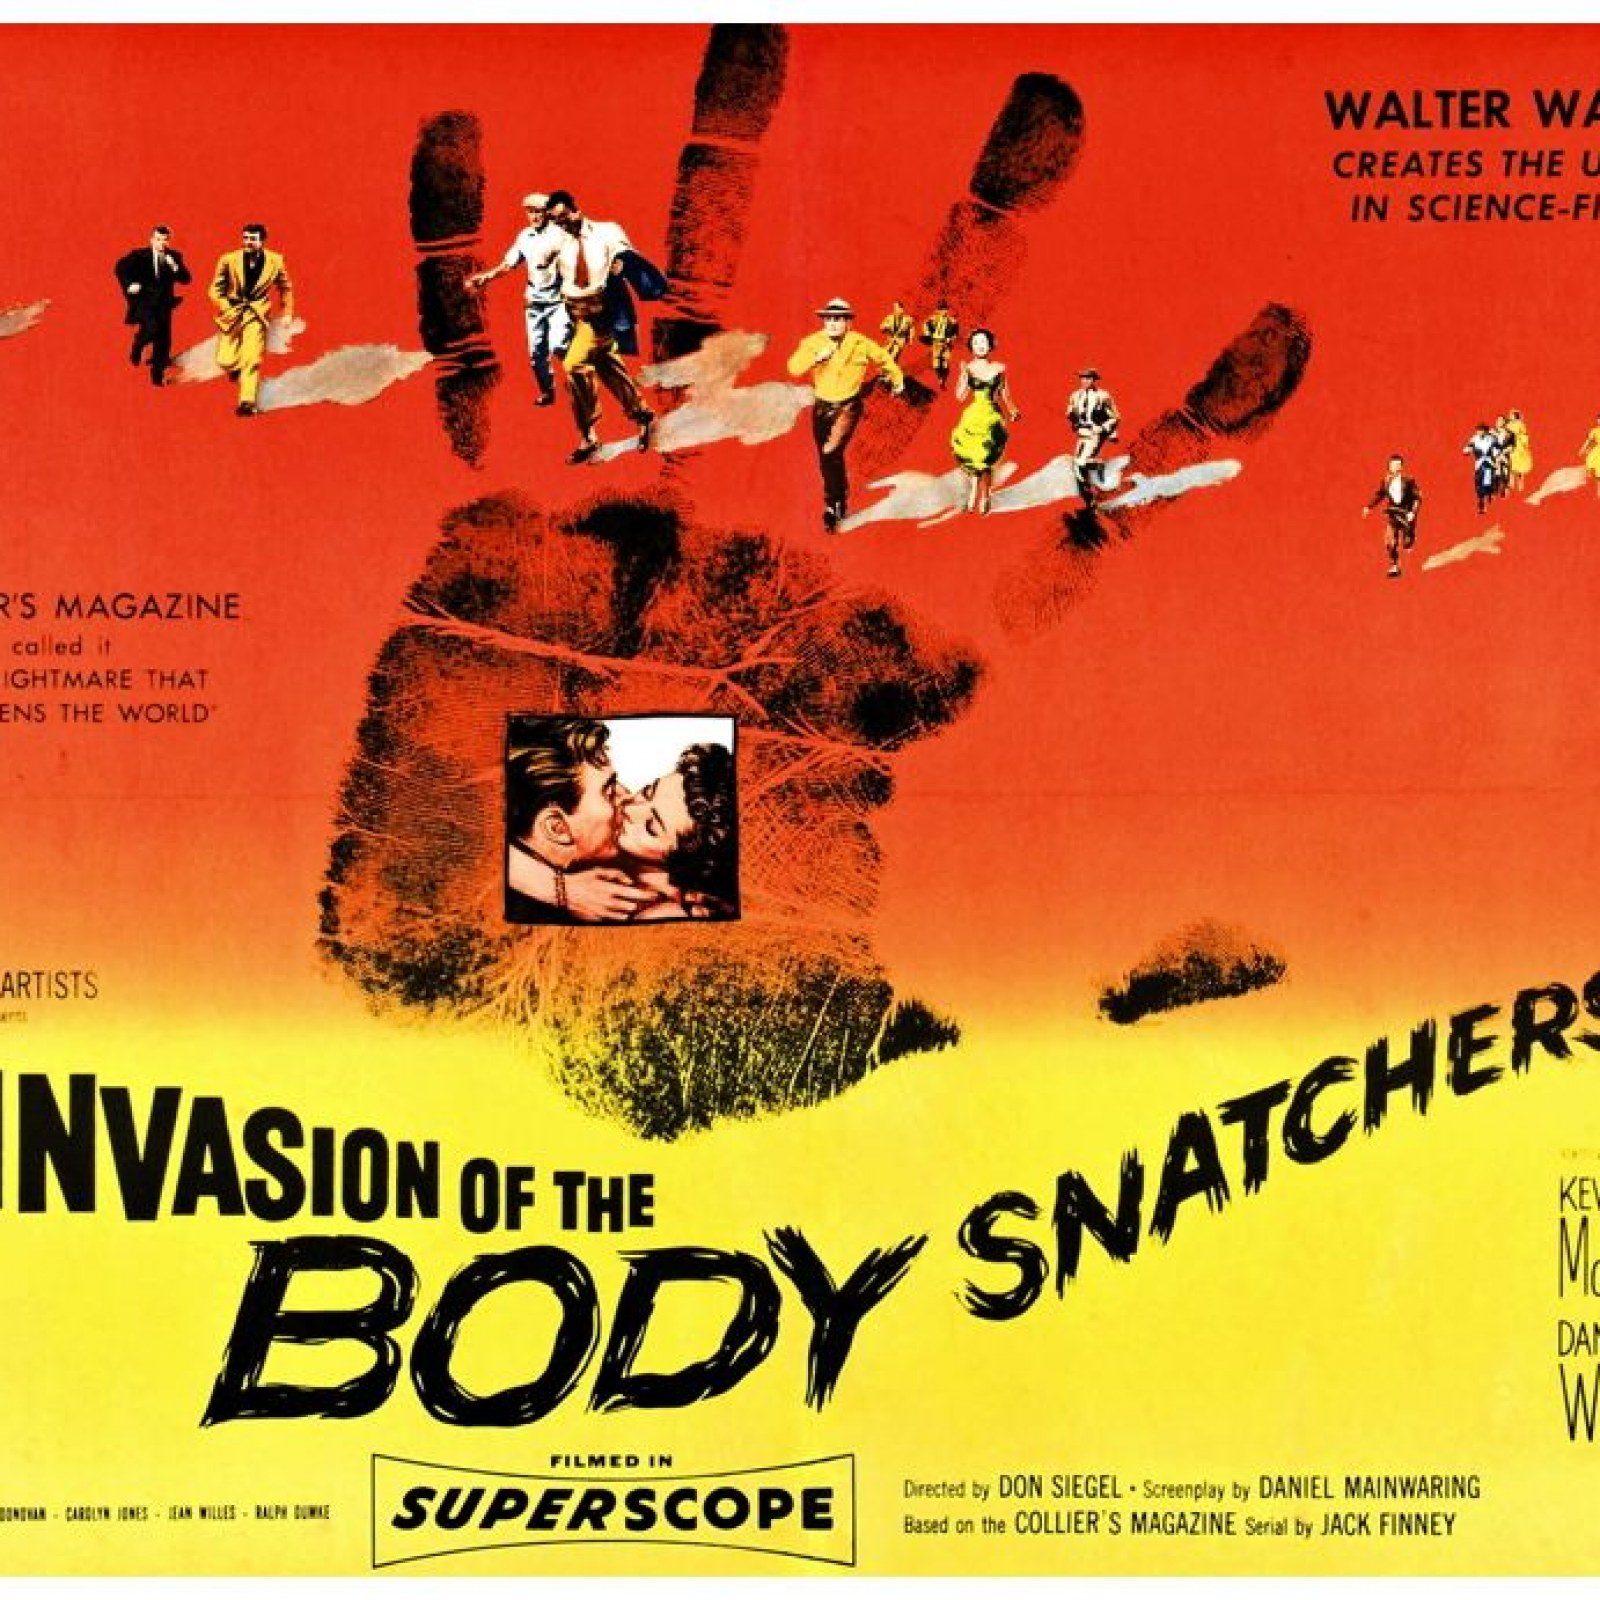 WALTER WA
CREATES THE U
IN SCIENCE-FI
R'S MAGAZINE
called it
IGHTMARE THAT
ENS THE WORLD"
ARTISTS
INVASION OF THE
BODY
SNATCHERS
KEV
Mc
DAN
W
FILMED IN
SUPERSCOPE
DONOVAN - CAROLYN JONES - JEAN WILLES - RALPH DUMKE
Directed by DON SIEGEL • Screenplay by DANIEL MAINWARING
Based on the COLLIER'S MAGAZINE Serial by JACK FINNEY